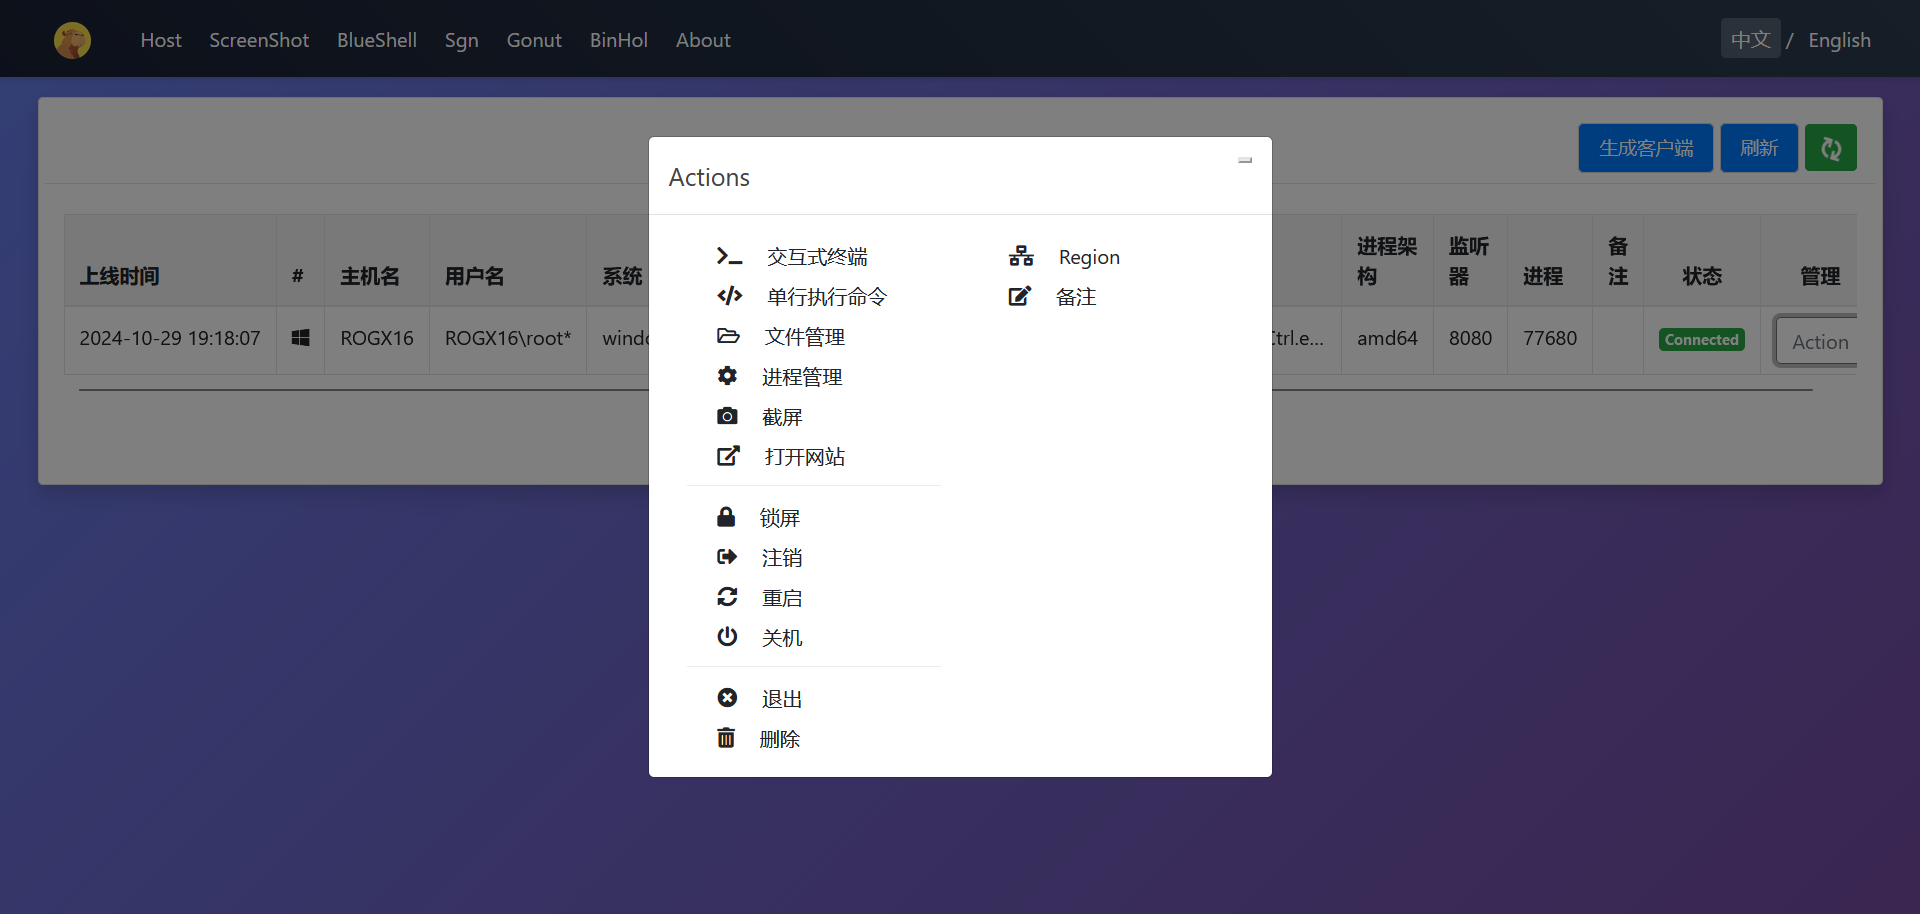 Host ScreenShot BlueShell Sgn Gonut BinHol About 中文 / English
生成客户端 刷新
Actions
上线时间 # 主机名 用户名 系统 进程架构 监听器 进程 备注 状态 管理
2024-10-29 19:18:07 ROGX16 ROGX16\root* amd64 8080 77680 Connected Action
交互式终端
单行执行命令
文件管理
进程管理
截屏
打开网站
锁屏
注销
重启
关机
退出
删除
Region
备注